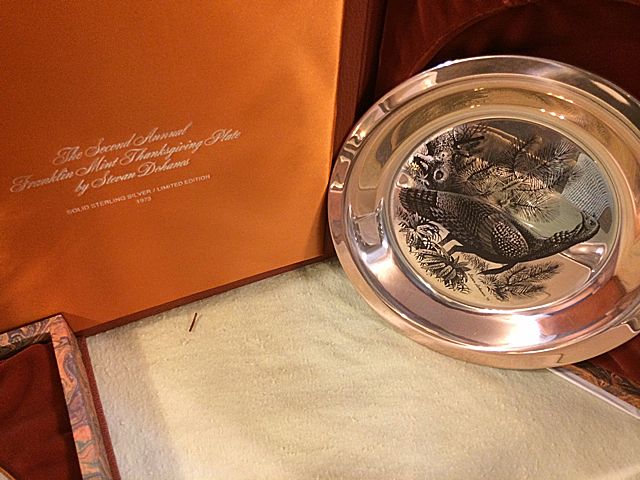 The Second Annual
Franklin Mint Thanksgiving Plate
by Stevan Dohanos
SOLID STERLING SILVER / LIMITED EDITION
1973